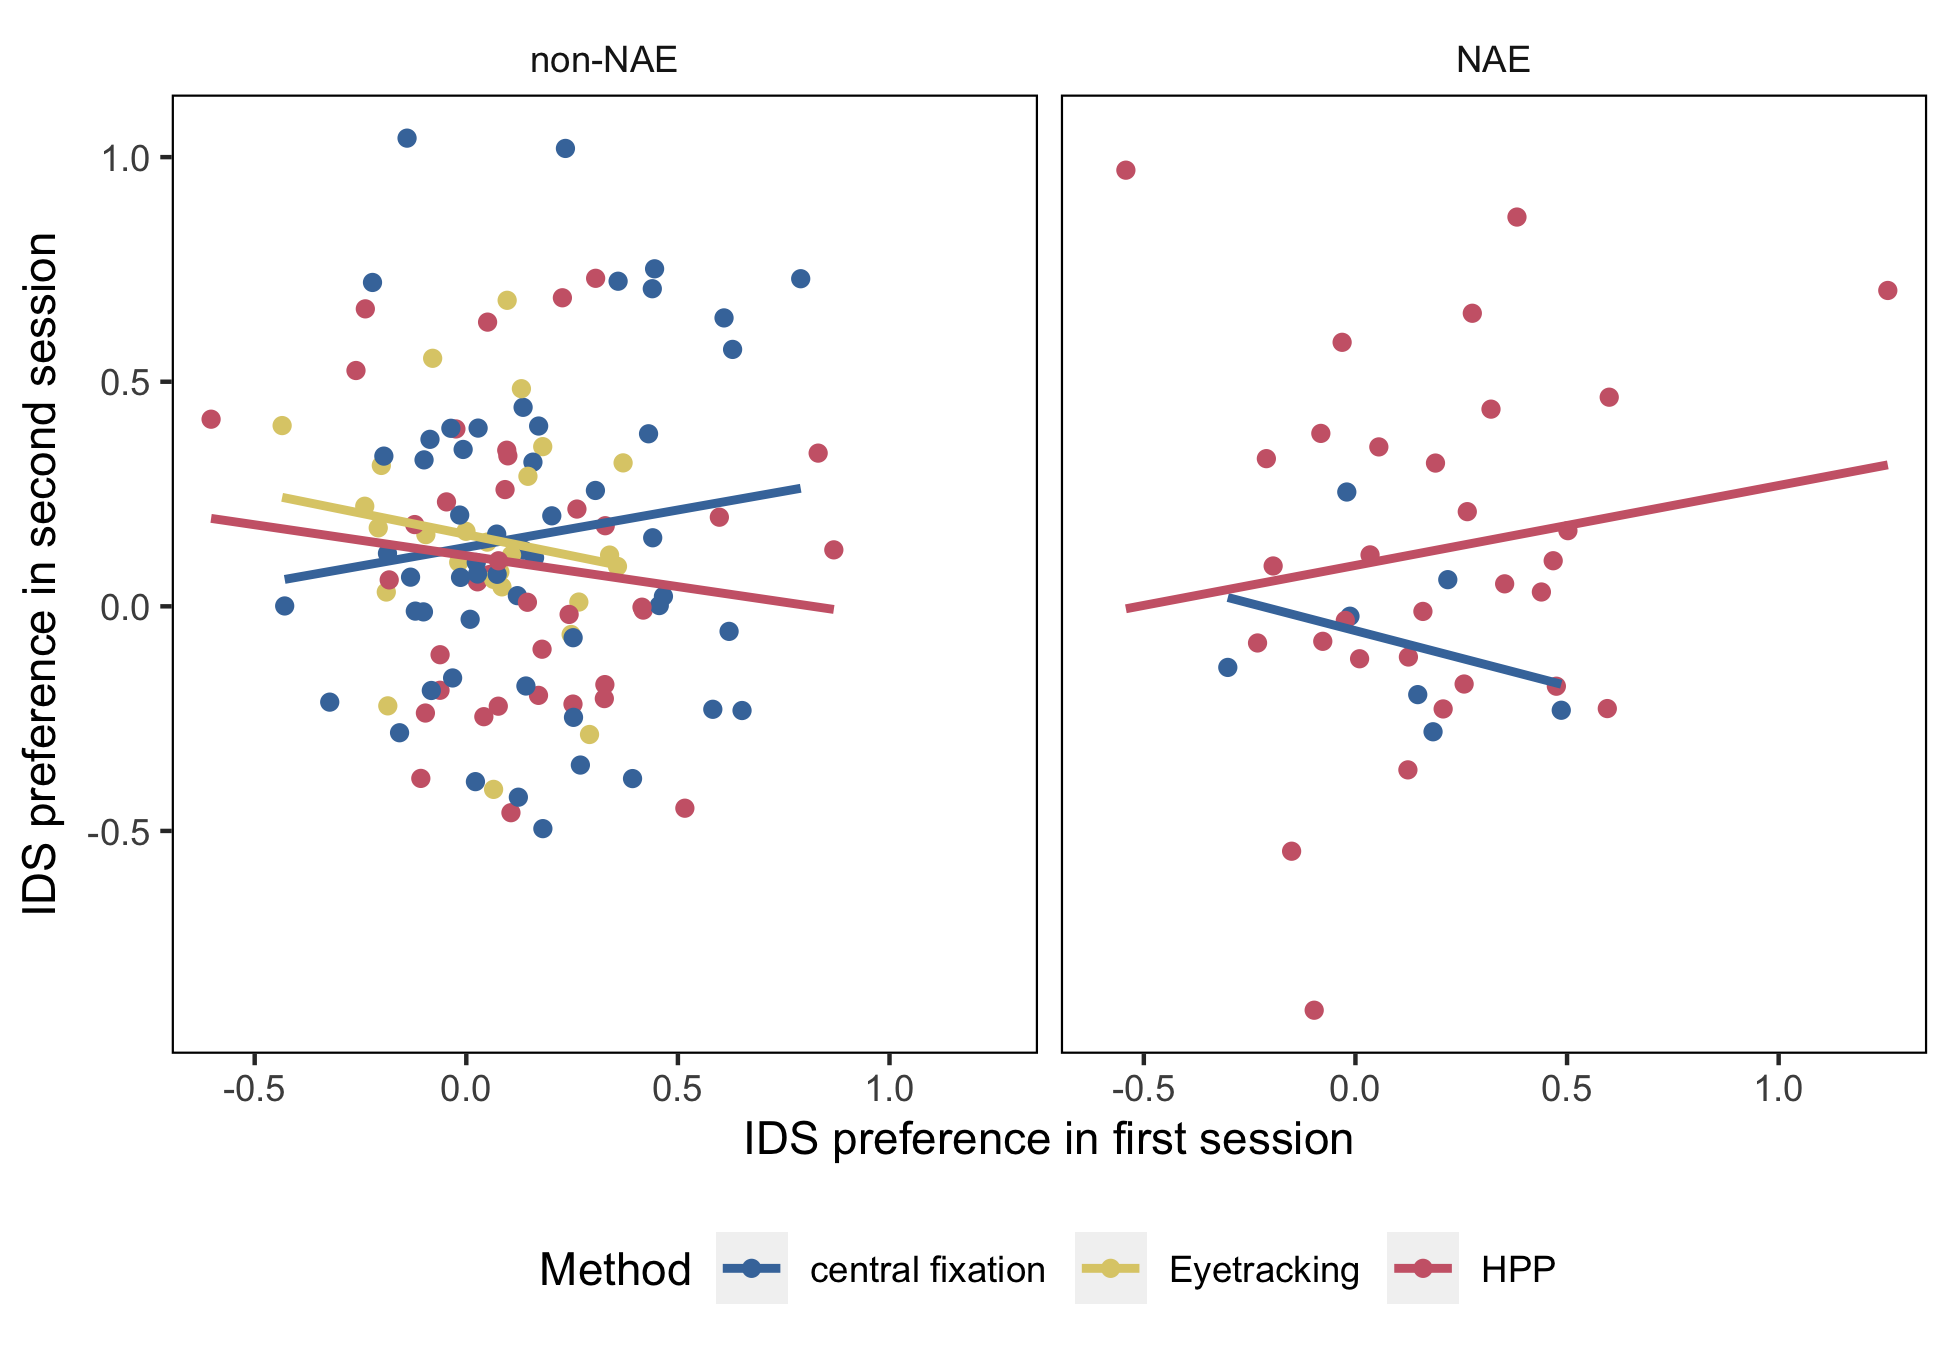 non-NAE
NAE
IDS preference in second session
1.0
0.5
0.0
-0.5
-0.5 0.0 0.5 1.0
-0.5 0.0 0.5 1.0
IDS preference in first session
Method central fixation Eyetracking HPP